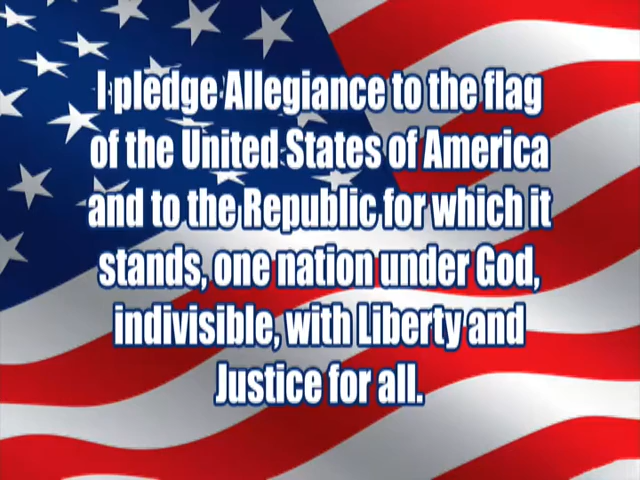 I pledge Allegiance to the flag
of the United States of America
and to the Republic for which it
stands, one nation under God,
indivisible, with Liberty and
Justice for all.